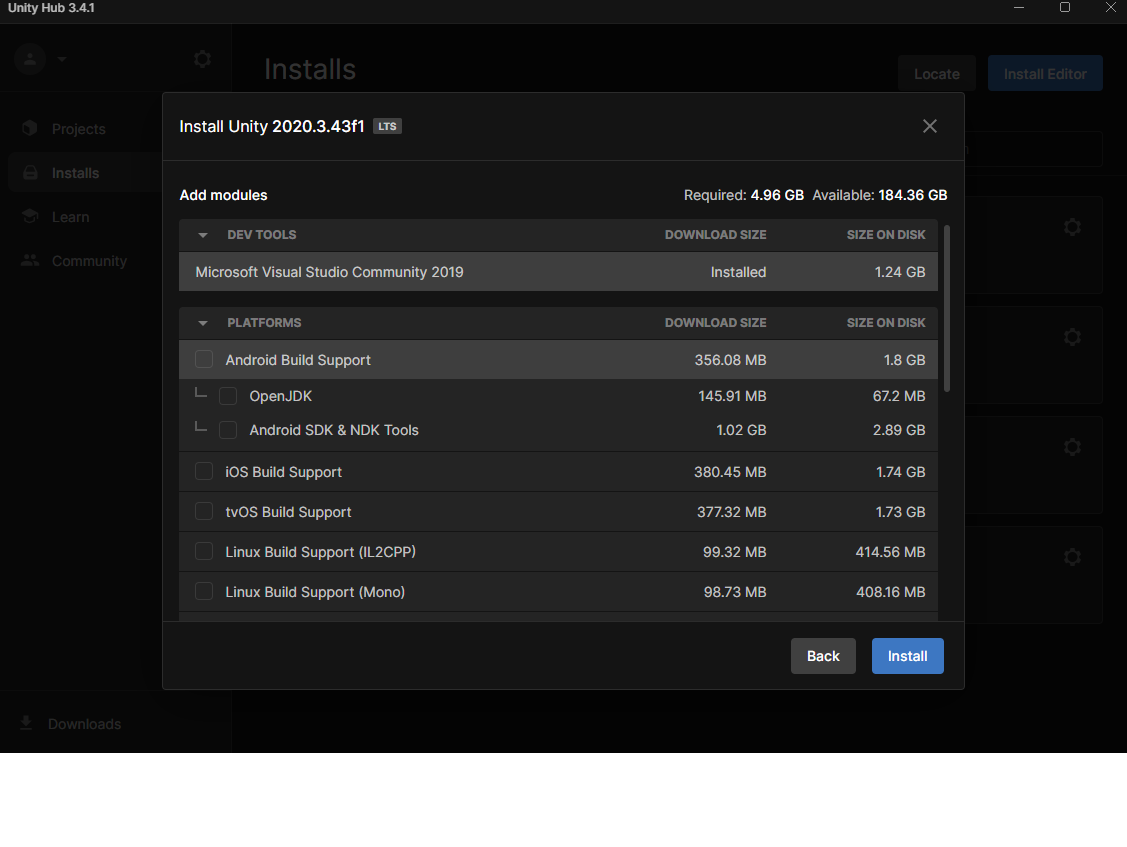 Unity Hub 3.4.1
Installs
Locate
Install Editor
Projects
Installs
Learn
Community
Downloads
Install Unity 2020.3.43f1 LTS
Add modules
Required: 4.96 GB Available: 184.36 GB
DEV TOOLS DOWNLOAD SIZE SIZE ON DISK
Microsoft Visual Studio Community 2019 Installed 1.24 GB
PLATFORMS DOWNLOAD SIZE SIZE ON DISK
Android Build Support 356.08 MB 1.8 GB
OpenJDK 145.91 MB 67.2 MB
Android SDK & NDK Tools 1.02 GB 2.89 GB
iOS Build Support 380.45 MB 1.74 GB
tvOS Build Support 377.32 MB 1.73 GB
Linux Build Support (IL2CPP) 99.32 MB 414.56 MB
Linux Build Support (Mono) 98.73 MB 408.16 MB
Back
Install